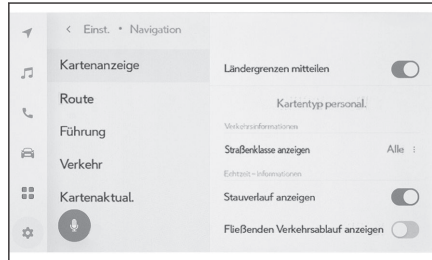 < Einst. • Navigation
Kartenanzeige
Route
Führung
Verkehr
Kartenaktual.
Ländergrenzen mitteilen
Kartentyp personal.
Verkehrsinformationen
Straßenklasse anzeigen Alle
Echtzeit-Informationen
Stauverlauf anzeigen
Fließenden Verkehrsablauf anzeigen